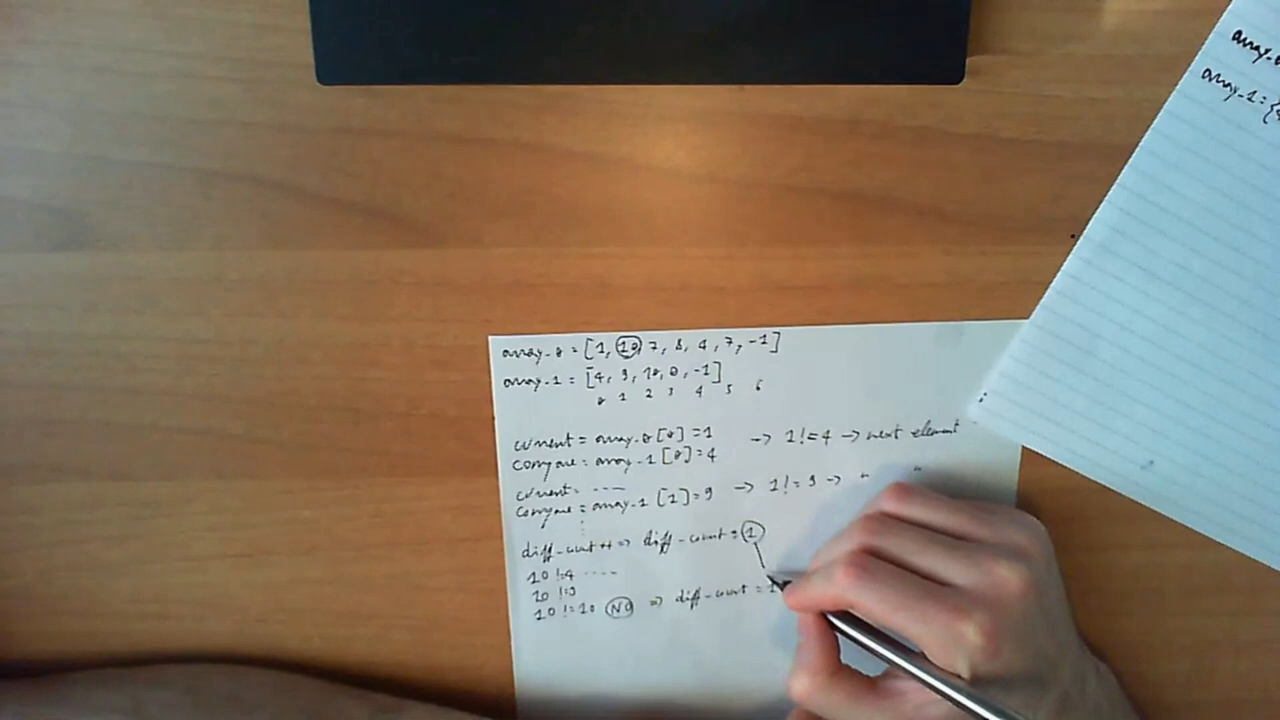 array_0 = [1, 10, 7, 8, 4, 7, -1]
array_1 = [4, 9, 10, 0, -1]
0 1 2 3 4 5 6
current = array_0[0] = 1 -> 1 != 4 -> next element
compare = array_1[0] = 4
current = ----
compare = array_1[1] = 9 -> 1 != 9 -> " "
diff_count++ => diff_count = 1
10 != 4 ----
10 != 9
10 != 10 NO => diff_count = 1
array_1 = {